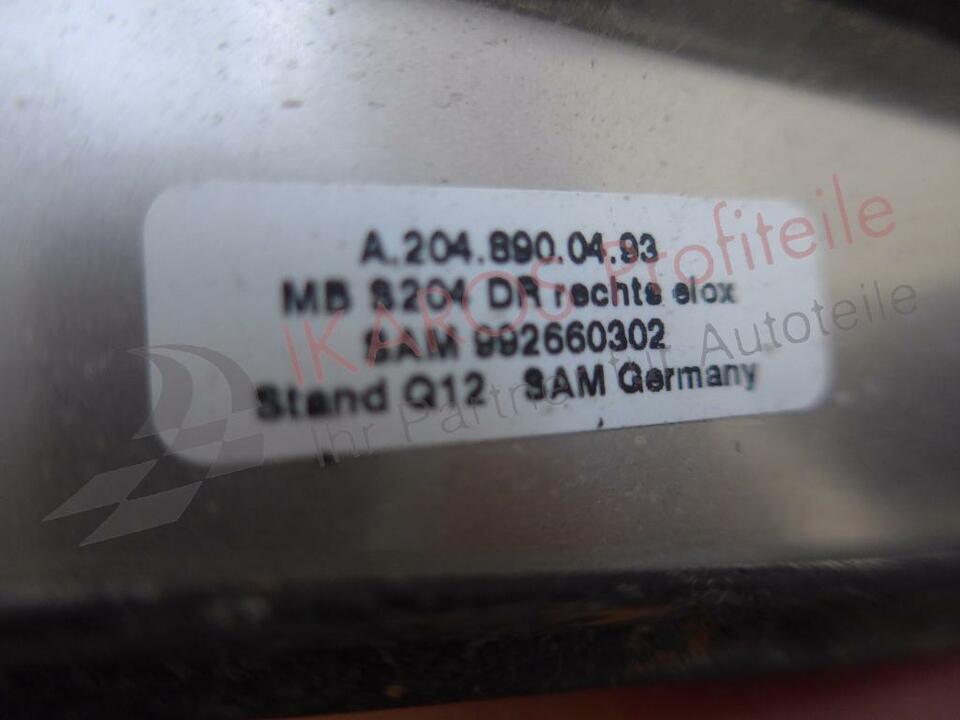 A.204.890.04.93
MB S204 DR rechts elox
SAM 992660302
Stand Q12 SAM Germany
IKAROS Profiteile
Ihr Partner für Autoteile